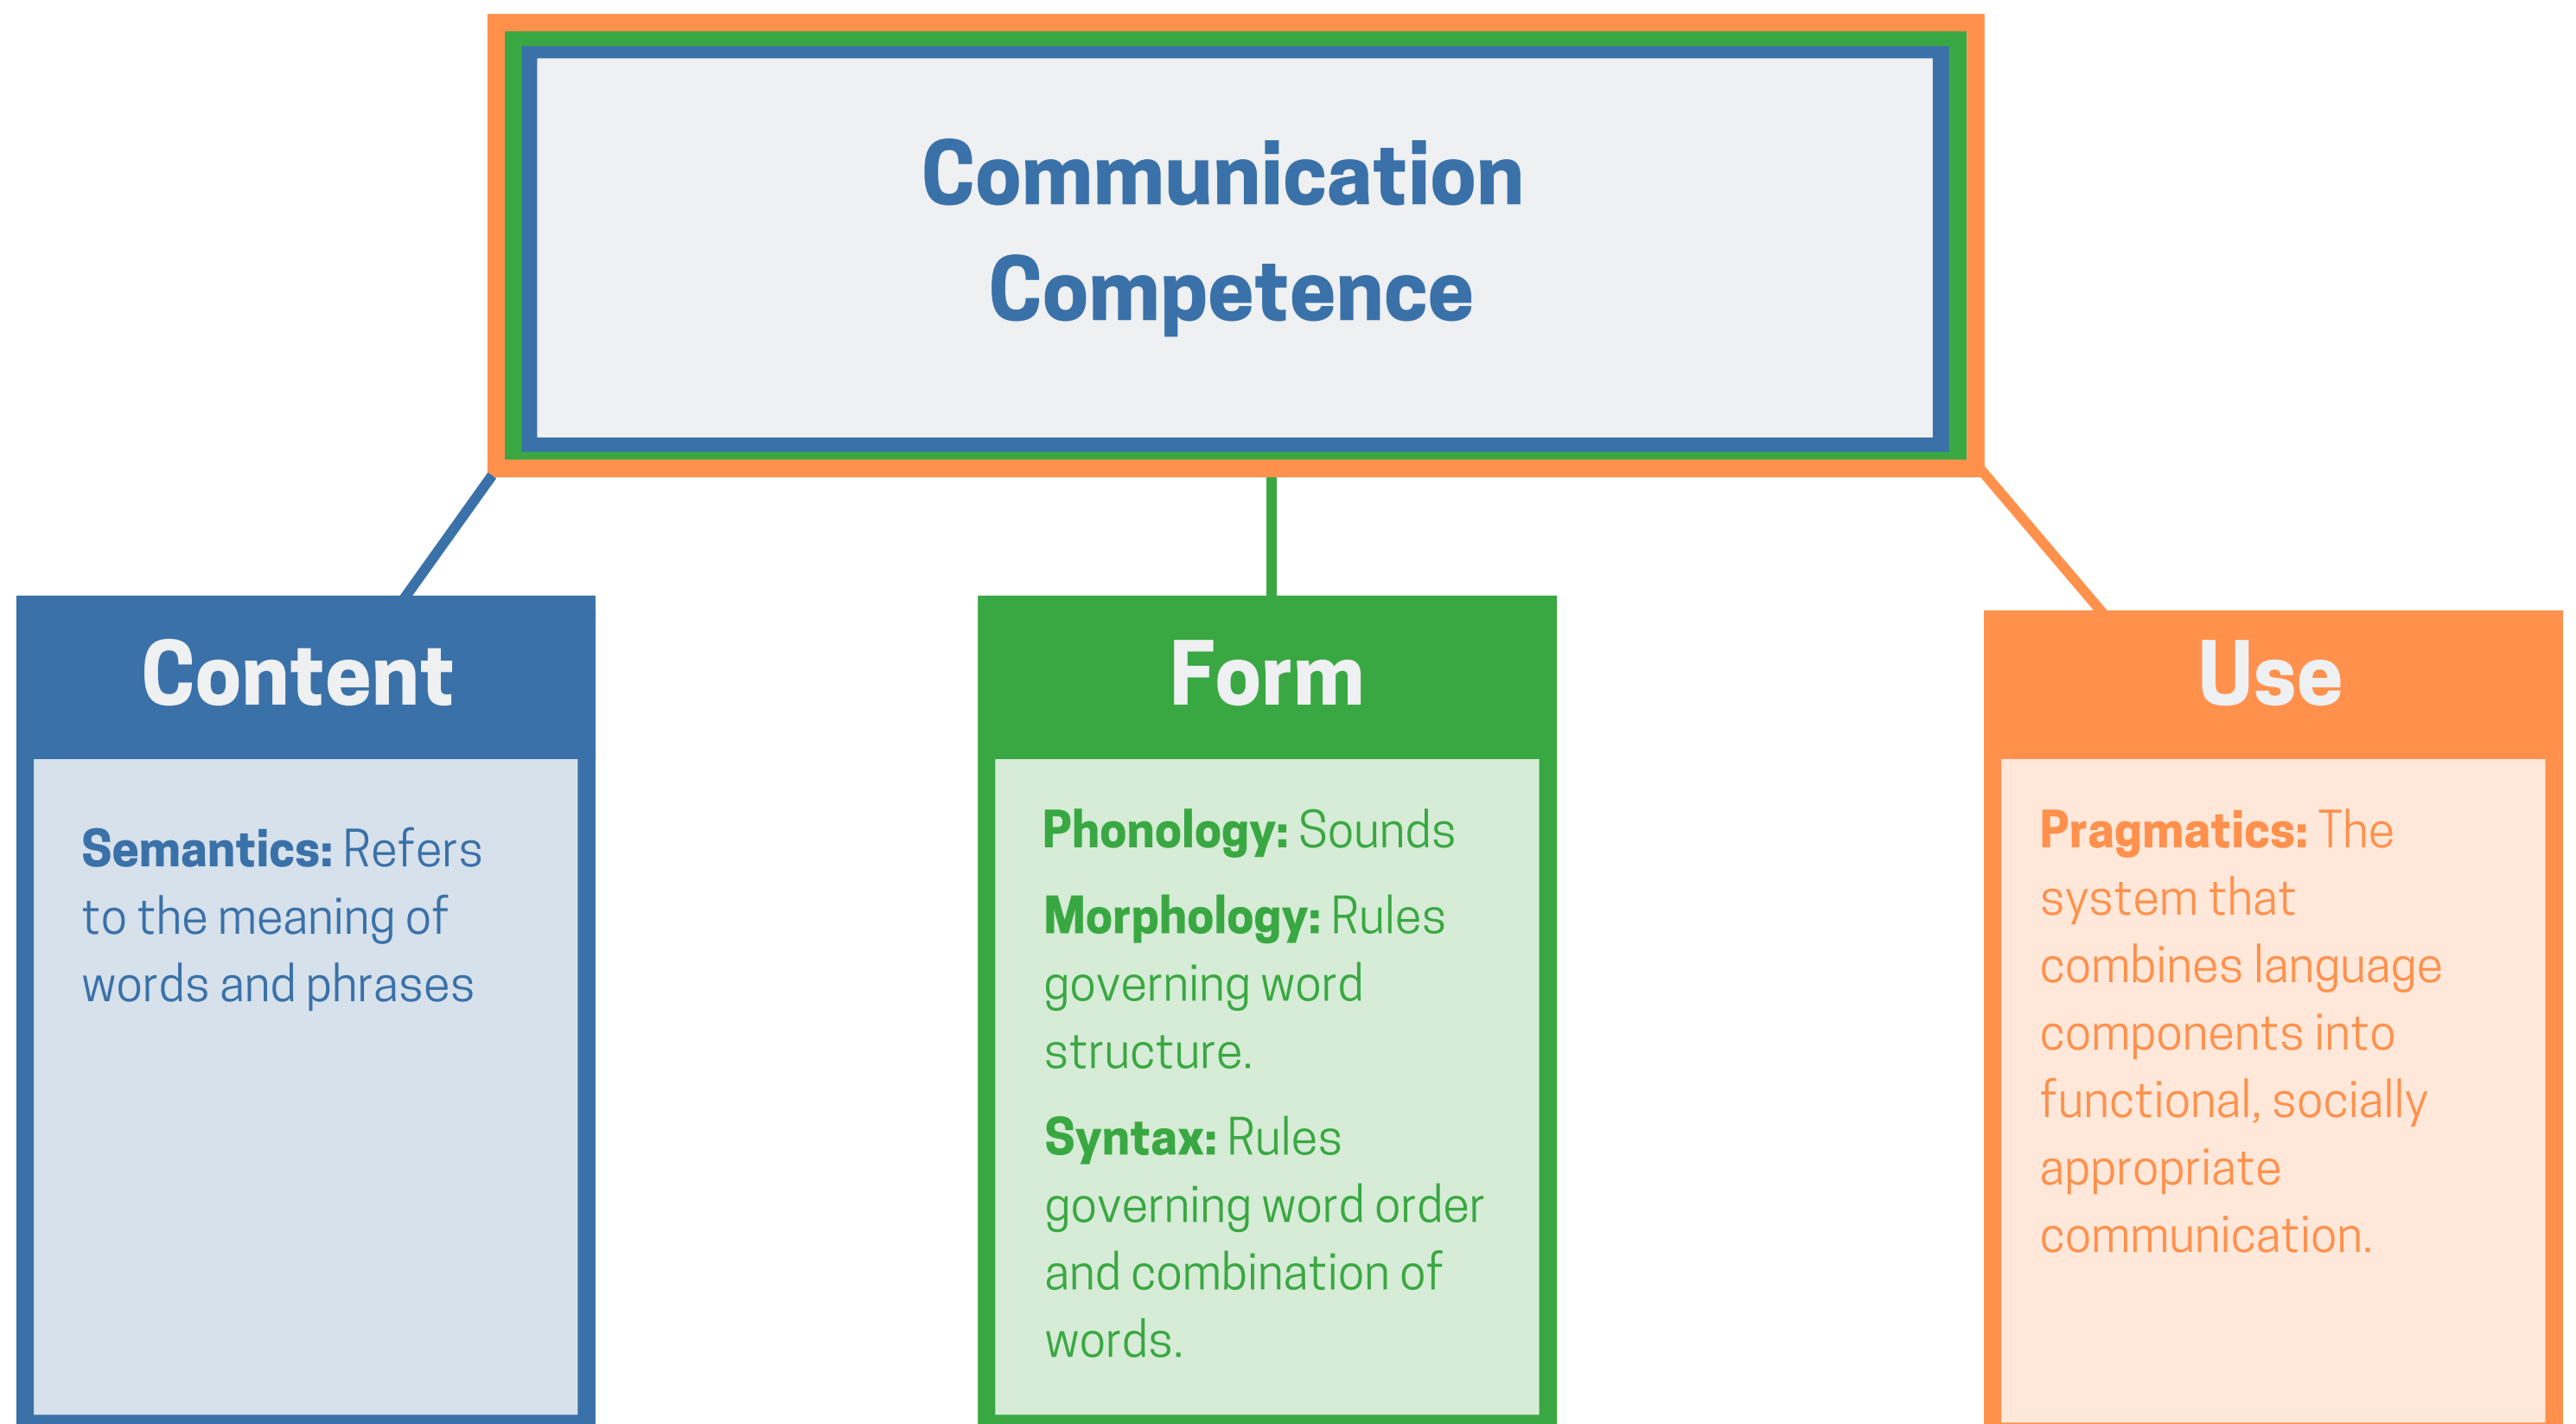 Communication
Competence
Content
Semantics: Refers
to the meaning of
words and phrases
Form
Phonology: Sounds
Morphology: Rules
governing word
structure.
Syntax: Rules
governing word order
and combination of
words.
Use
Pragmatics: The
system that
combines language
components into
functional, socially
appropriate
communication.